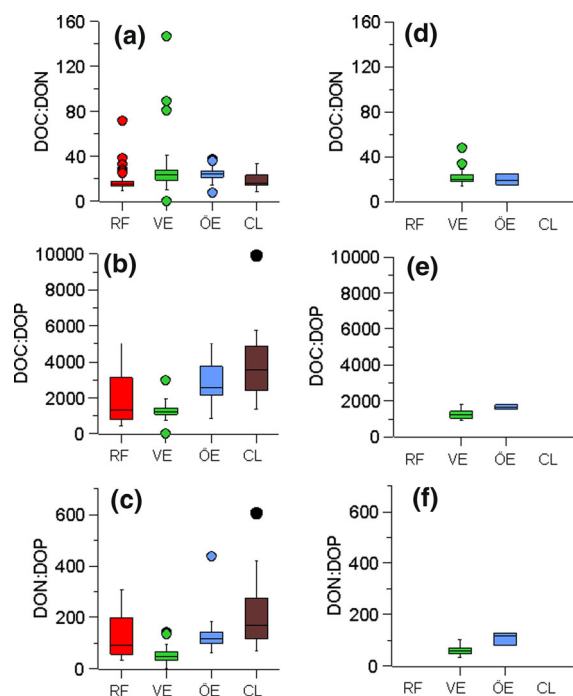 (a)
DOC:DON
160
120
80
40
0
RF VE ÖE CL
(d)
DOC:DON
160
120
80
40
0
RF VE ÖE CL
(b)
DOC:DOP
10000
8000
6000
4000
2000
0
RF VE ÖE CL
(e)
DOC:DOP
10000
8000
6000
4000
2000
0
RF VE ÖE CL
(c)
DON:DOP
600
400
200
0
RF VE ÖE CL
(f)
DON:DOP
600
400
200
0
RF VE ÖE CL